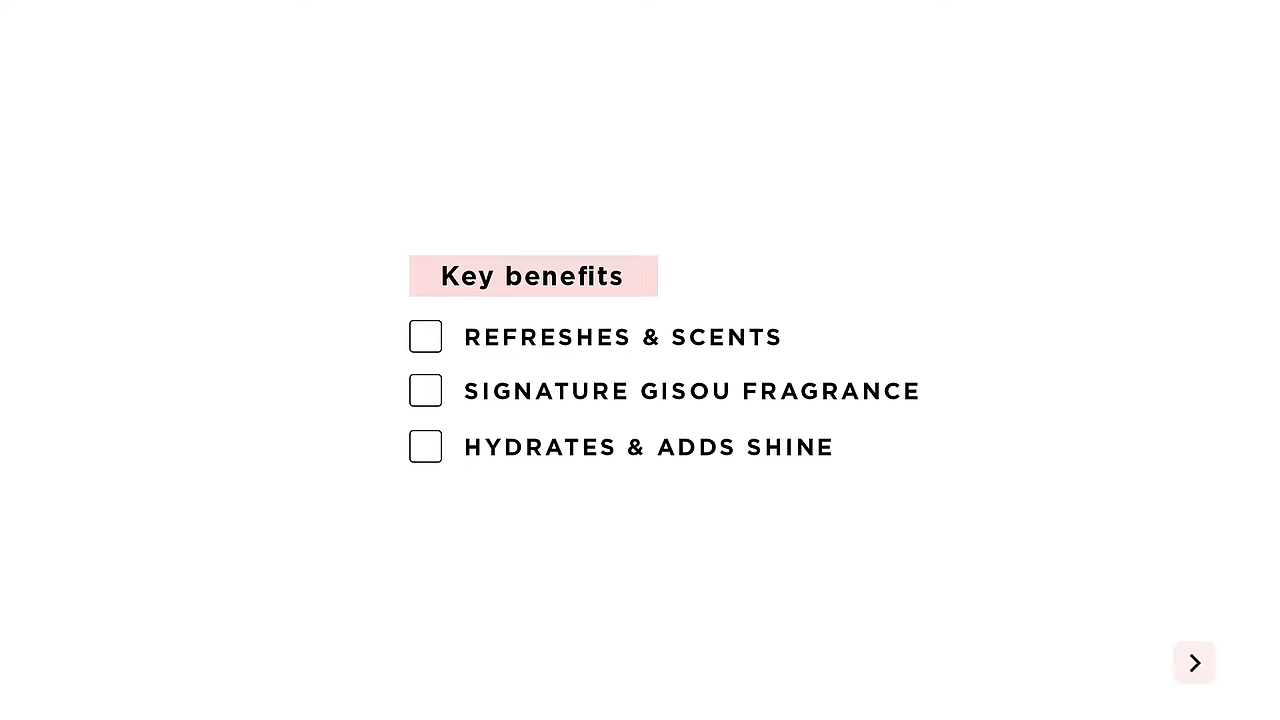 Key benefits
REFRESHES & SCENTS
SIGNATURE GISOU FRAGRANCE
HYDRATES & ADDS SHINE